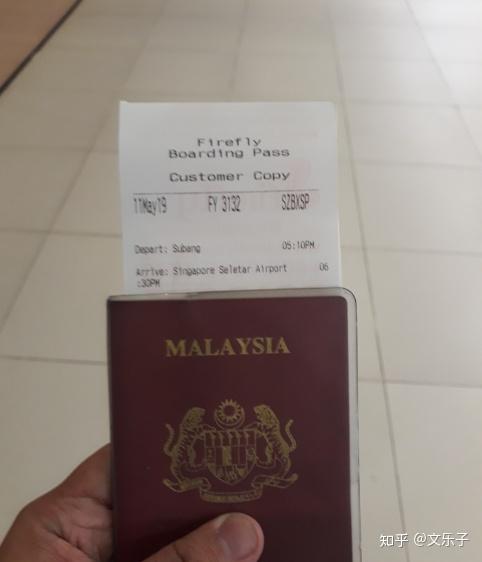 Firefly
Boarding Pass
Customer Copy
11May19 FY 3132 SZBXSP
Depart: Subang 05:10PM
Arrive: Singapore Seletar Airport 06
:30PM
MALAYSIA
知乎 @文乐子